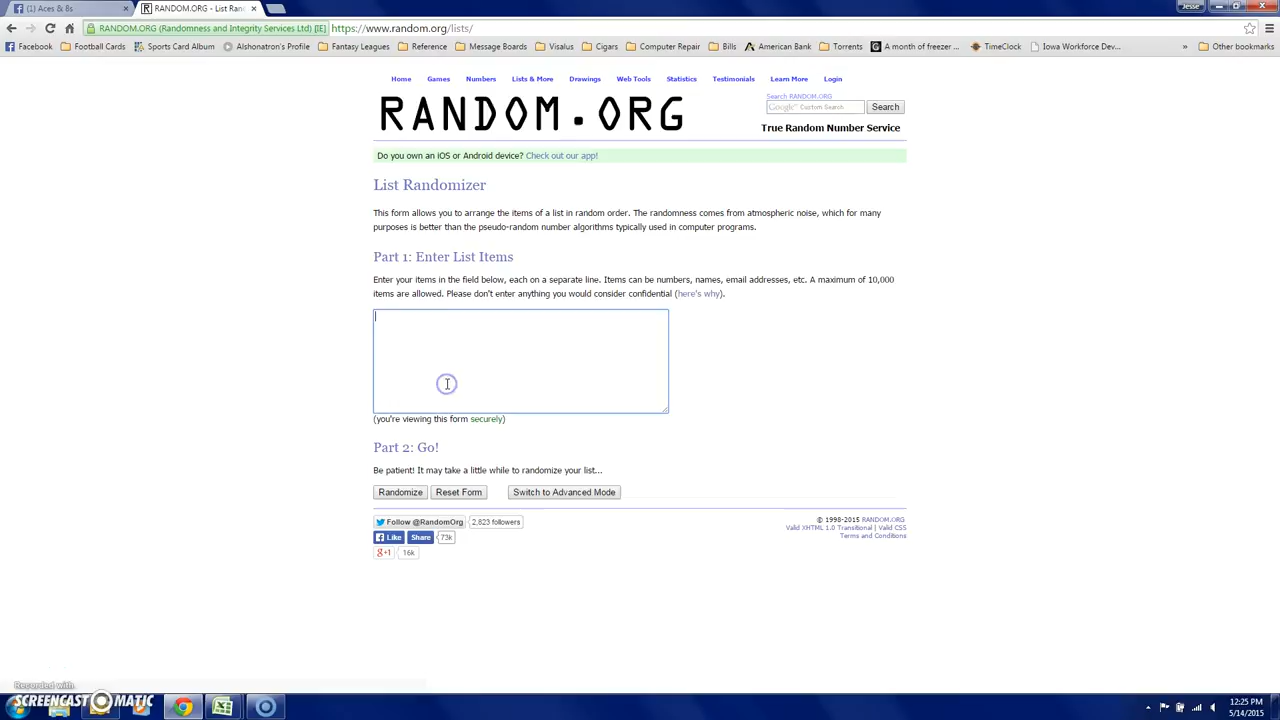 (1) Aces & 8s
RANDOM.ORG - List Ran
Jesse
RANDOM.ORG (Randomness and Integrity Services Ltd) [IE]
https://www.random.org/lists/
Facebook
Football Cards
Sports Card Album
Alshonatron's Profile
Fantasy Leagues
Reference
Message Boards
Visalus
Cigars
Computer Repair
Bills
American Bank
Torrents
A month of freezer ...
TimeClock
Iowa Workforce Dev...
»
Other bookmarks
Home Games Numbers Lists & More Drawings Web Tools Statistics Testimonials Learn More Login
Search RANDOM.ORG
RANDOM.ORG
Google™ Custom Search
Search
True Random Number Service
Do you own an iOS or Android device? Check out our app!
List Randomizer
This form allows you to arrange the items of a list in random order. The randomness comes from atmospheric noise, which for many
purposes is better than the pseudo-random number algorithms typically used in computer programs.
Part 1: Enter List Items
Enter your items in the field below, each on a separate line. Items can be numbers, names, email addresses, etc. A maximum of 10,000
items are allowed. Please don't enter anything you would consider confidential (here's why).
(you're viewing this form securely)
Part 2: Go!
Be patient! It may take a little while to randomize your list...
Randomize Reset Form Switch to Advanced Mode
Follow @RandomOrg 2,823 followers
Like Share 73k
g+1 16k
© 1998-2015 RANDOM.ORG
Valid XHTML 1.0 Transitional | Valid CSS
Terms and Conditions
Recorded with
SCREENCAST-O-MATIC
12:25 PM
5/14/2015